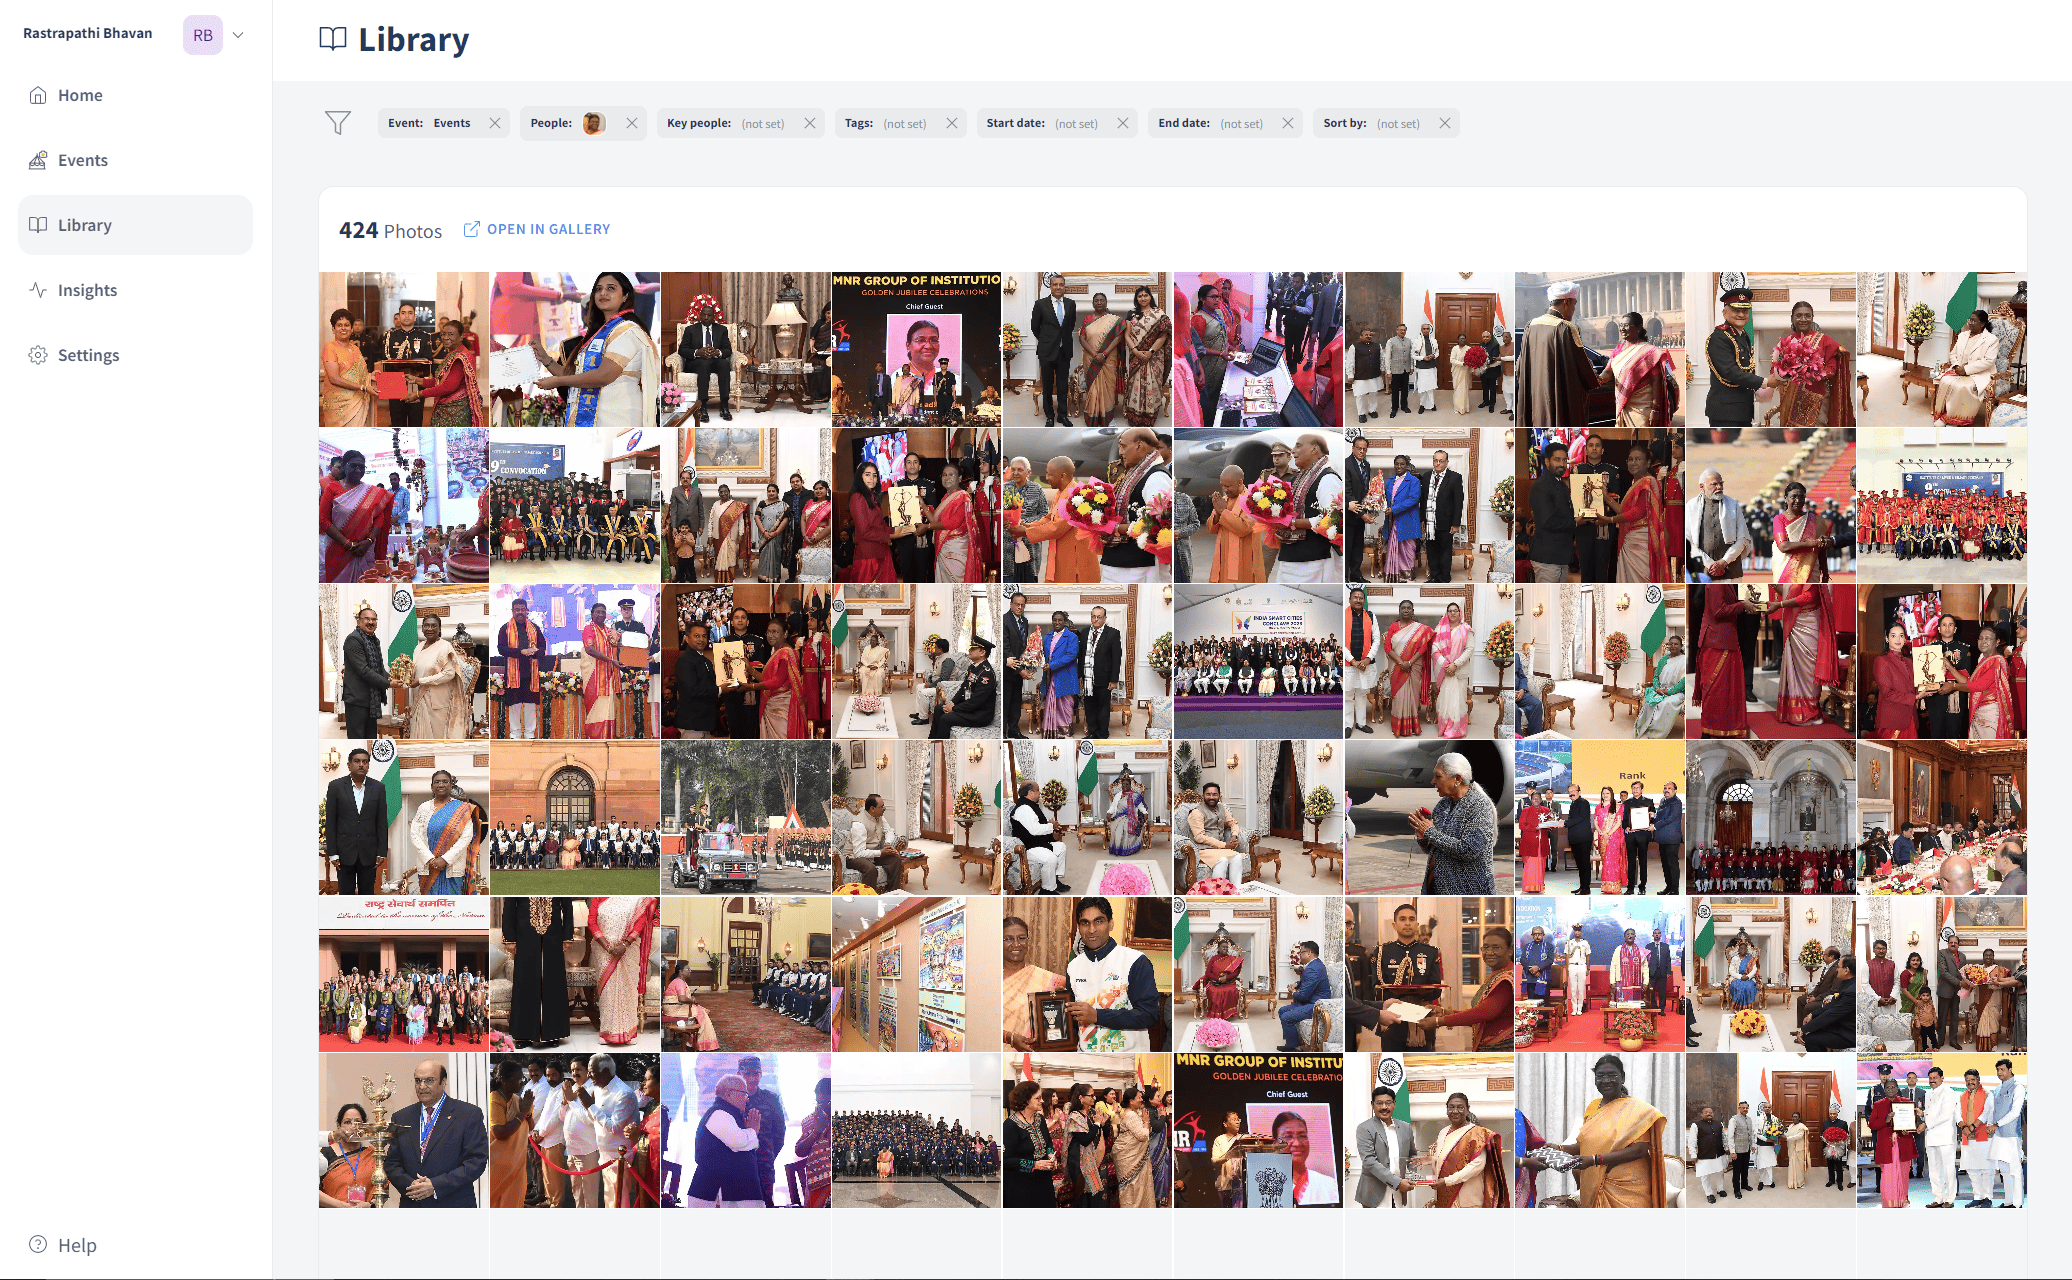 Rastrapathi Bhavan
RB
Home
Events
Library
Insights
Settings
Help
Library
Event: Events
People:
Key people: (not set)
Tags: (not set)
Start date: (not set)
End date: (not set)
Sort by: (not set)
424 Photos
OPEN IN GALLERY
MNR GROUP OF INSTITUTIO
GOLDEN JUBILEE CELEBRATIONS
Chief Guest
CONVOCATION
INDIA SMART CITIES
CONCLAVE 2023
Rank
राष्ट्र सेवार्थ समर्पित
MNR GROUP OF INSTITU
GOLDEN JUBILEE CELEBRATIO
Chief Guest